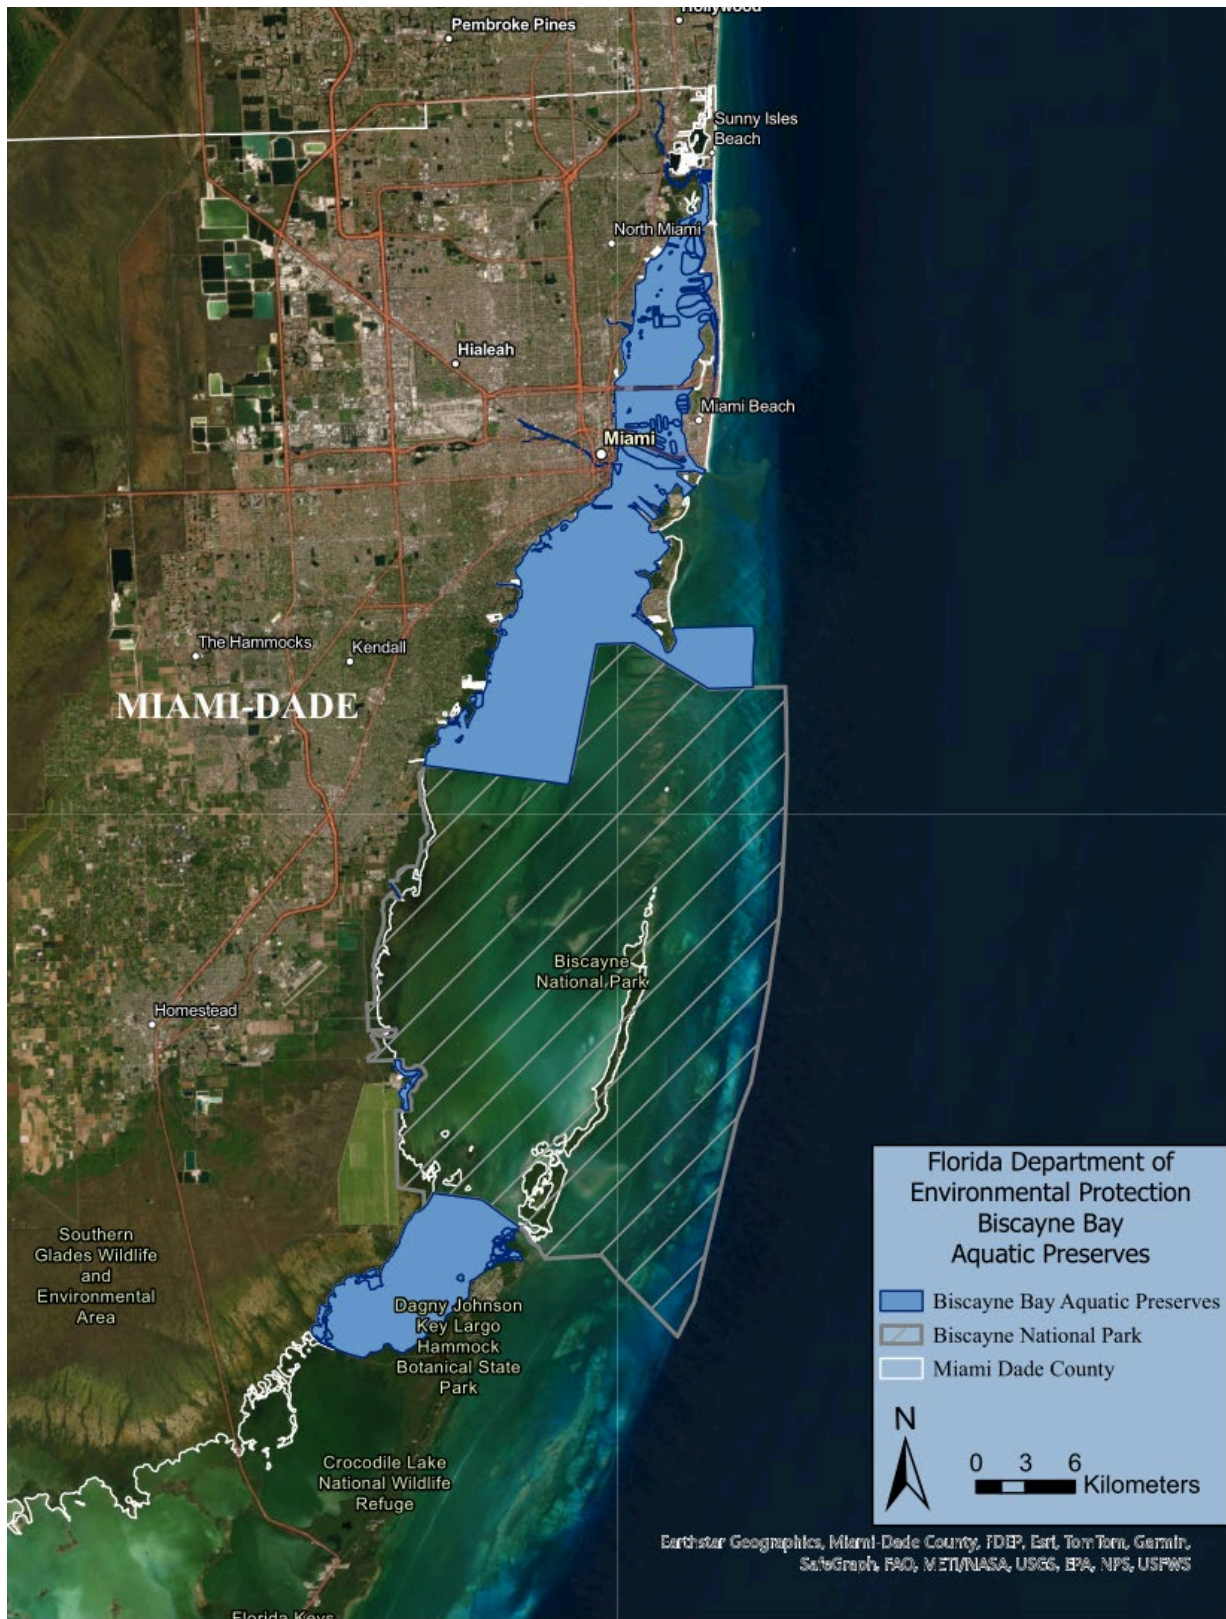 Hollywood
Pembroke Pines
Sunny Isles
Beach
North Miami
Hialeah
Miami Beach
Miami
The Hammocks
Kendall
MIAMI-DADE
Biscayne
National Park
Homestead
Florida Department of
Environmental Protection
Biscayne Bay
Aquatic Preserves
Biscayne Bay Aquatic Preserves
Biscayne National Park
Miami Dade County
N
0 3 6
Kilometers
Southern
Glades Wildlife
and
Environmental
Area
Dagny Johnson
Key Largo
Hammock
Botanical State
Park
Crocodile Lake
National Wildlife
Refuge
Earthstar Geographics, Miami-Dade County, FDEP, Esri, TomTom, Garmin,
SafeGraph, FAO, METI/NASA, USGS, EPA, NPS, USFWS
Florida Keys